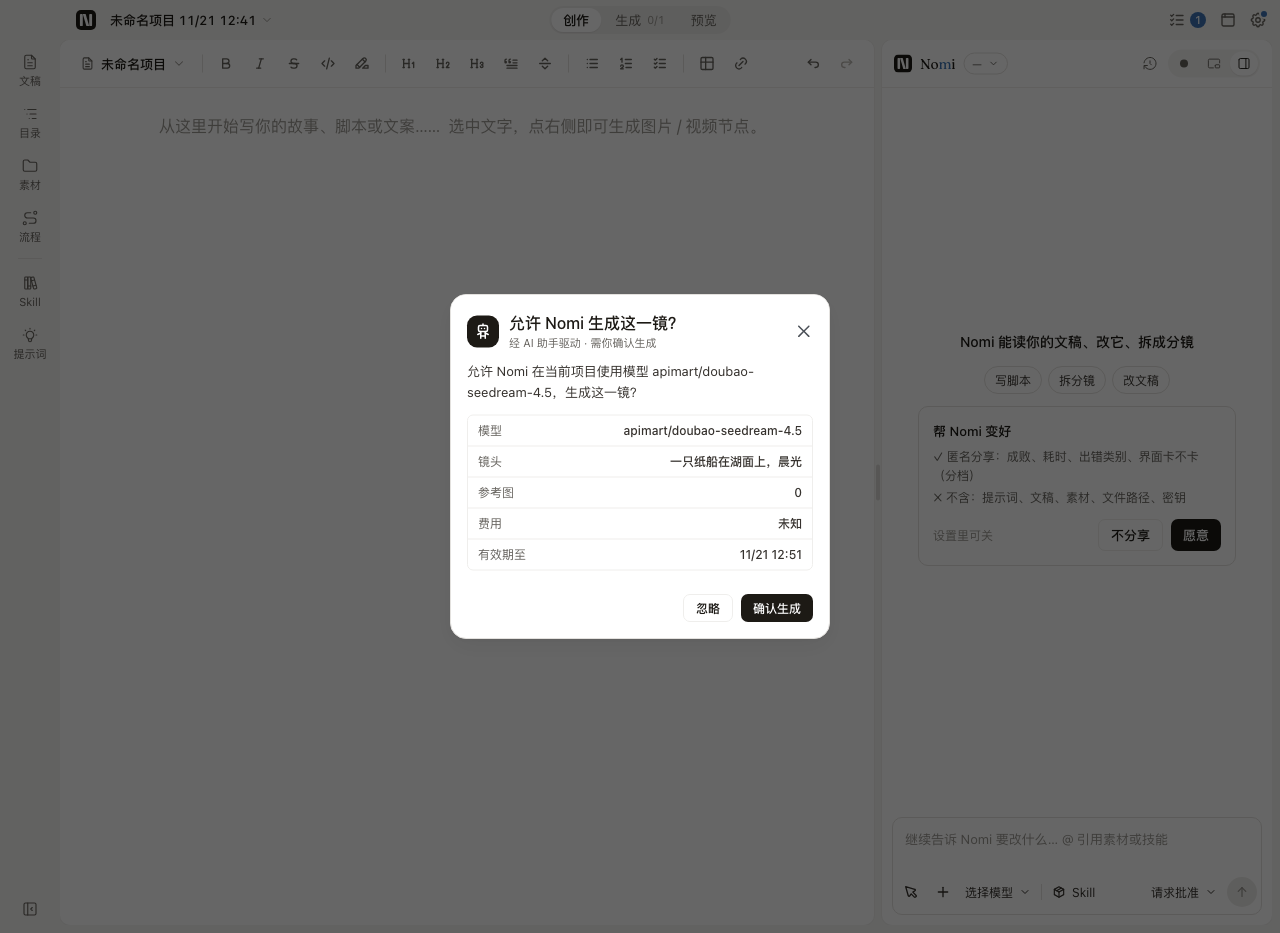 未命名项目 11/21 12:41
创作
生成 0/1
预览
1
文稿
目录
素材
流程
Skill
提示词
未命名项目
B
I
S
H1
H2
H3
从这里开始写你的故事、脚本或文案…… 选中文字，点右侧即可生成图片 / 视频节点。
N Nomi
—
Nomi 能读你的文稿、改它、拆成分镜
写脚本
拆分镜
改文稿
帮 Nomi 变好
✓ 匿名分享：成败、耗时、出错类别、界面卡不卡
（分档）
✕ 不含：提示词、文稿、素材、文件路径、密钥
设置里可关
不分享
愿意
继续告诉 Nomi 要改什么... @ 引用素材或技能
选择模型
Skill
请求批准
允许 Nomi 生成这一镜？
经 AI 助手驱动 · 需你确认生成
允许 Nomi 在当前项目使用模型 apimart/doubao-
seedream-4.5，生成这一镜？
模型 apimart/doubao-seedream-4.5
镜头 一只纸船在湖面上，晨光
参考图 0
费用 未知
有效期至 11/21 12:51
忽略
确认生成